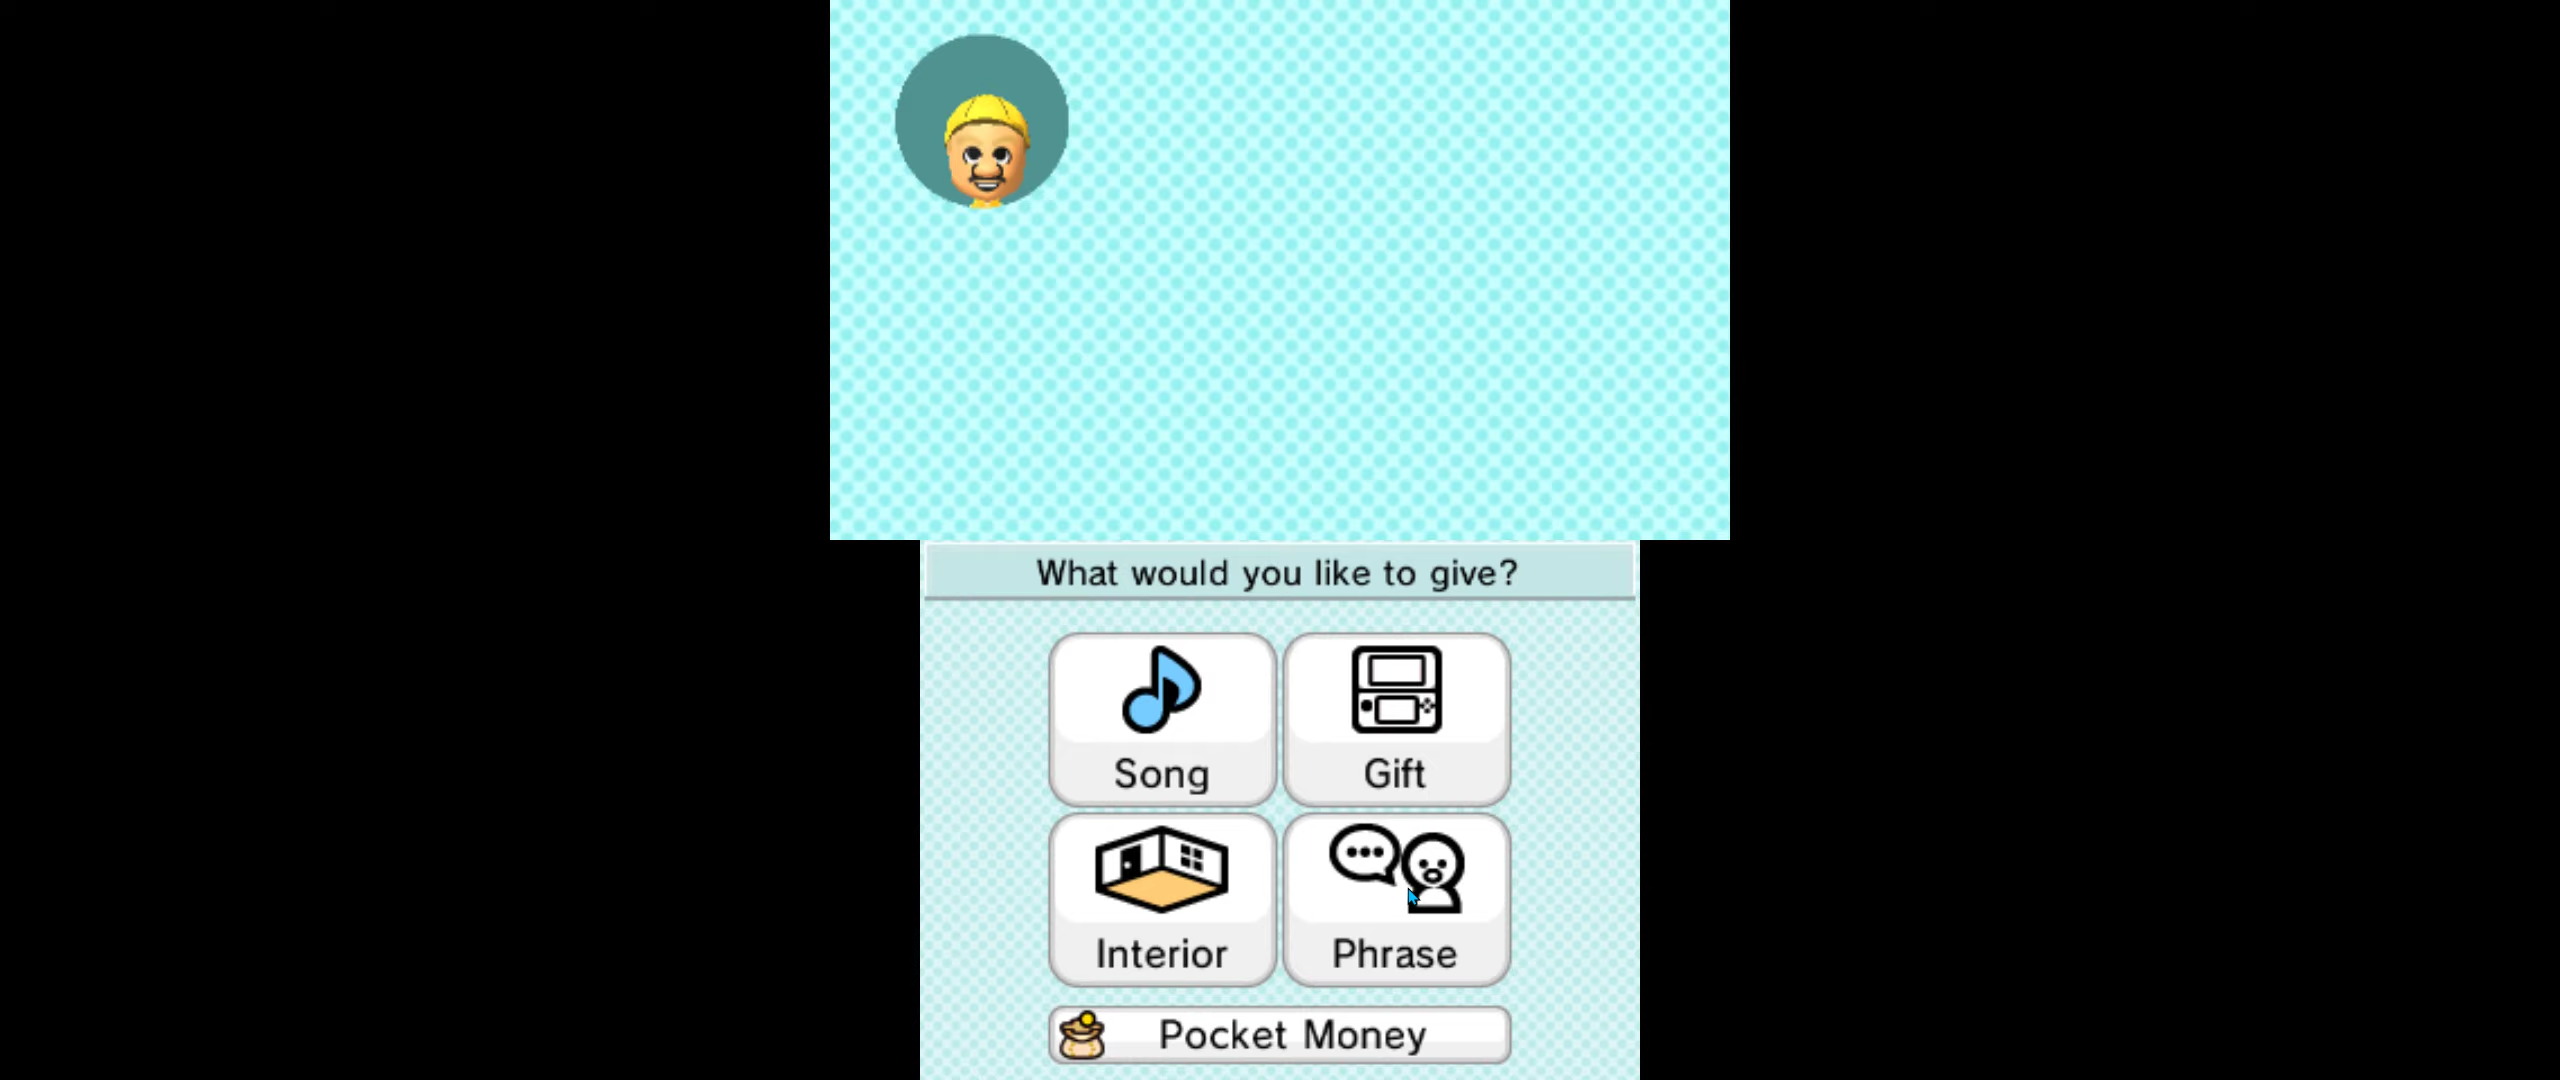 What would you like to give?
Song
Gift
Interior
Phrase
Pocket Money